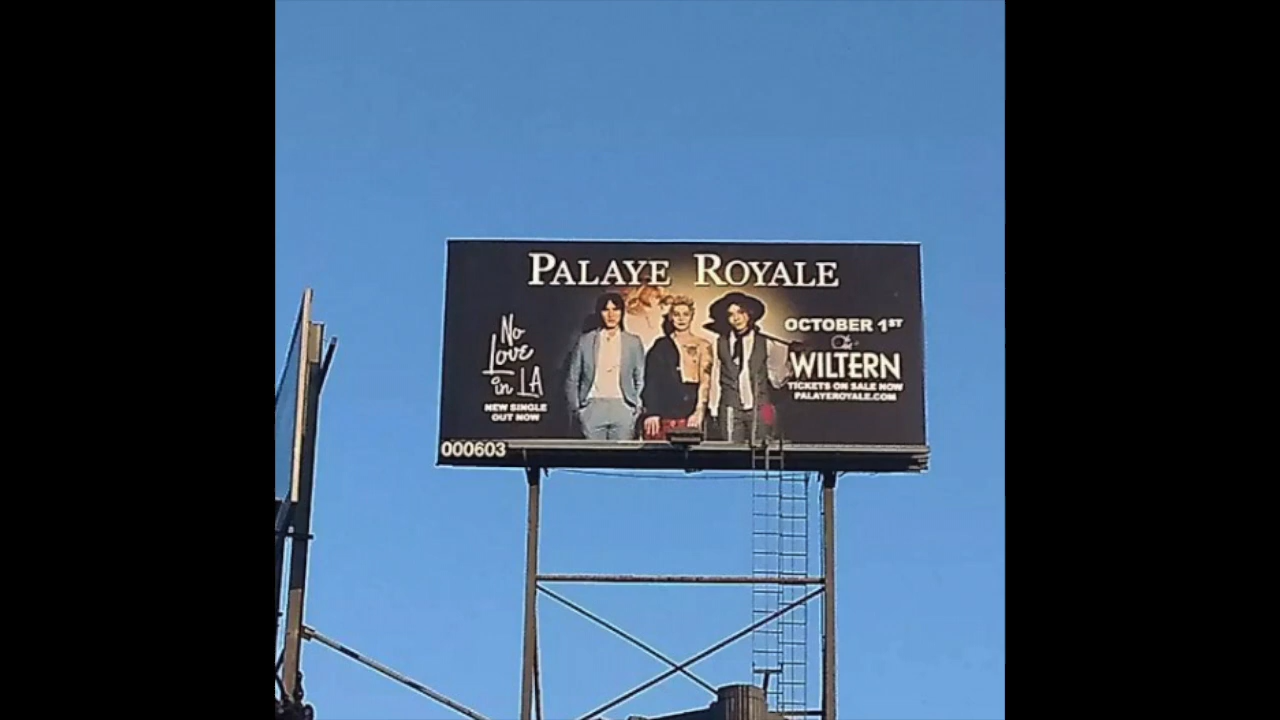 PALAYE ROYALE
No
Love
in LA
NEW SINGLE
OUT NOW
OCTOBER 1ST
The
WILTERN
TICKETS ON SALE NOW
PALAYEROYALE.COM
000603